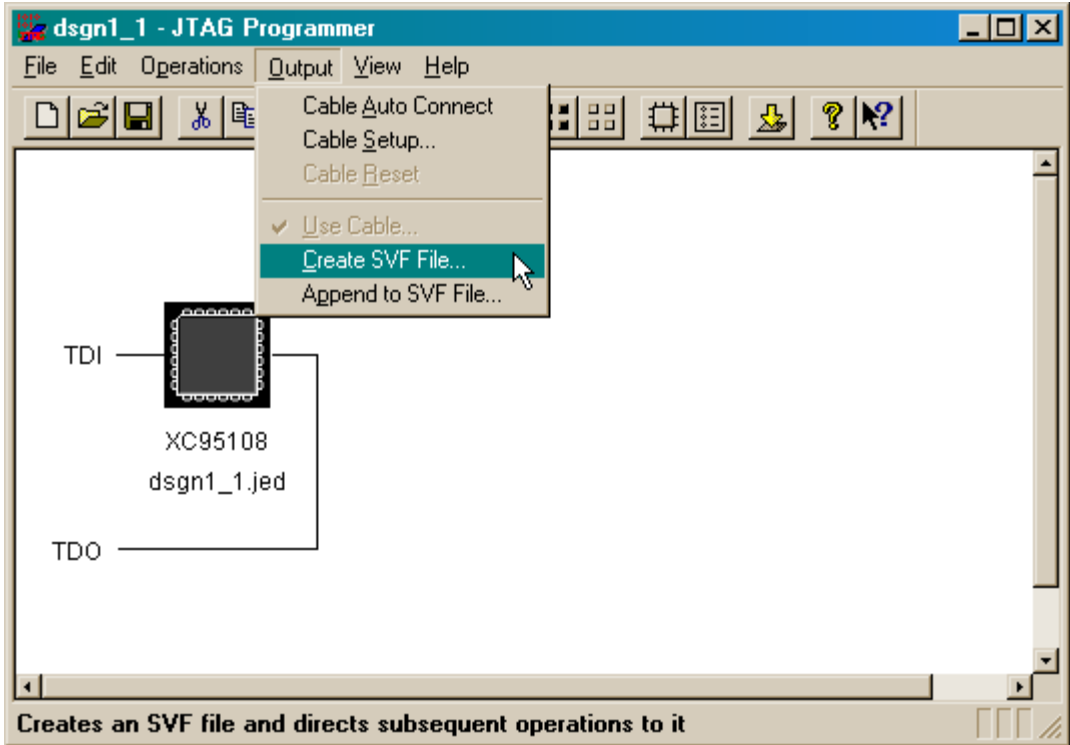 dsgn1_1 - JTAG Programmer
File Edit Operations Output View Help
Cable Auto Connect
Cable Setup...
Cable Reset
Use Cable...
Create SVF File...
Append to SVF File...
TDI
XC95108
dsgn1_1.jed
TDO
Creates an SVF file and directs subsequent operations to it